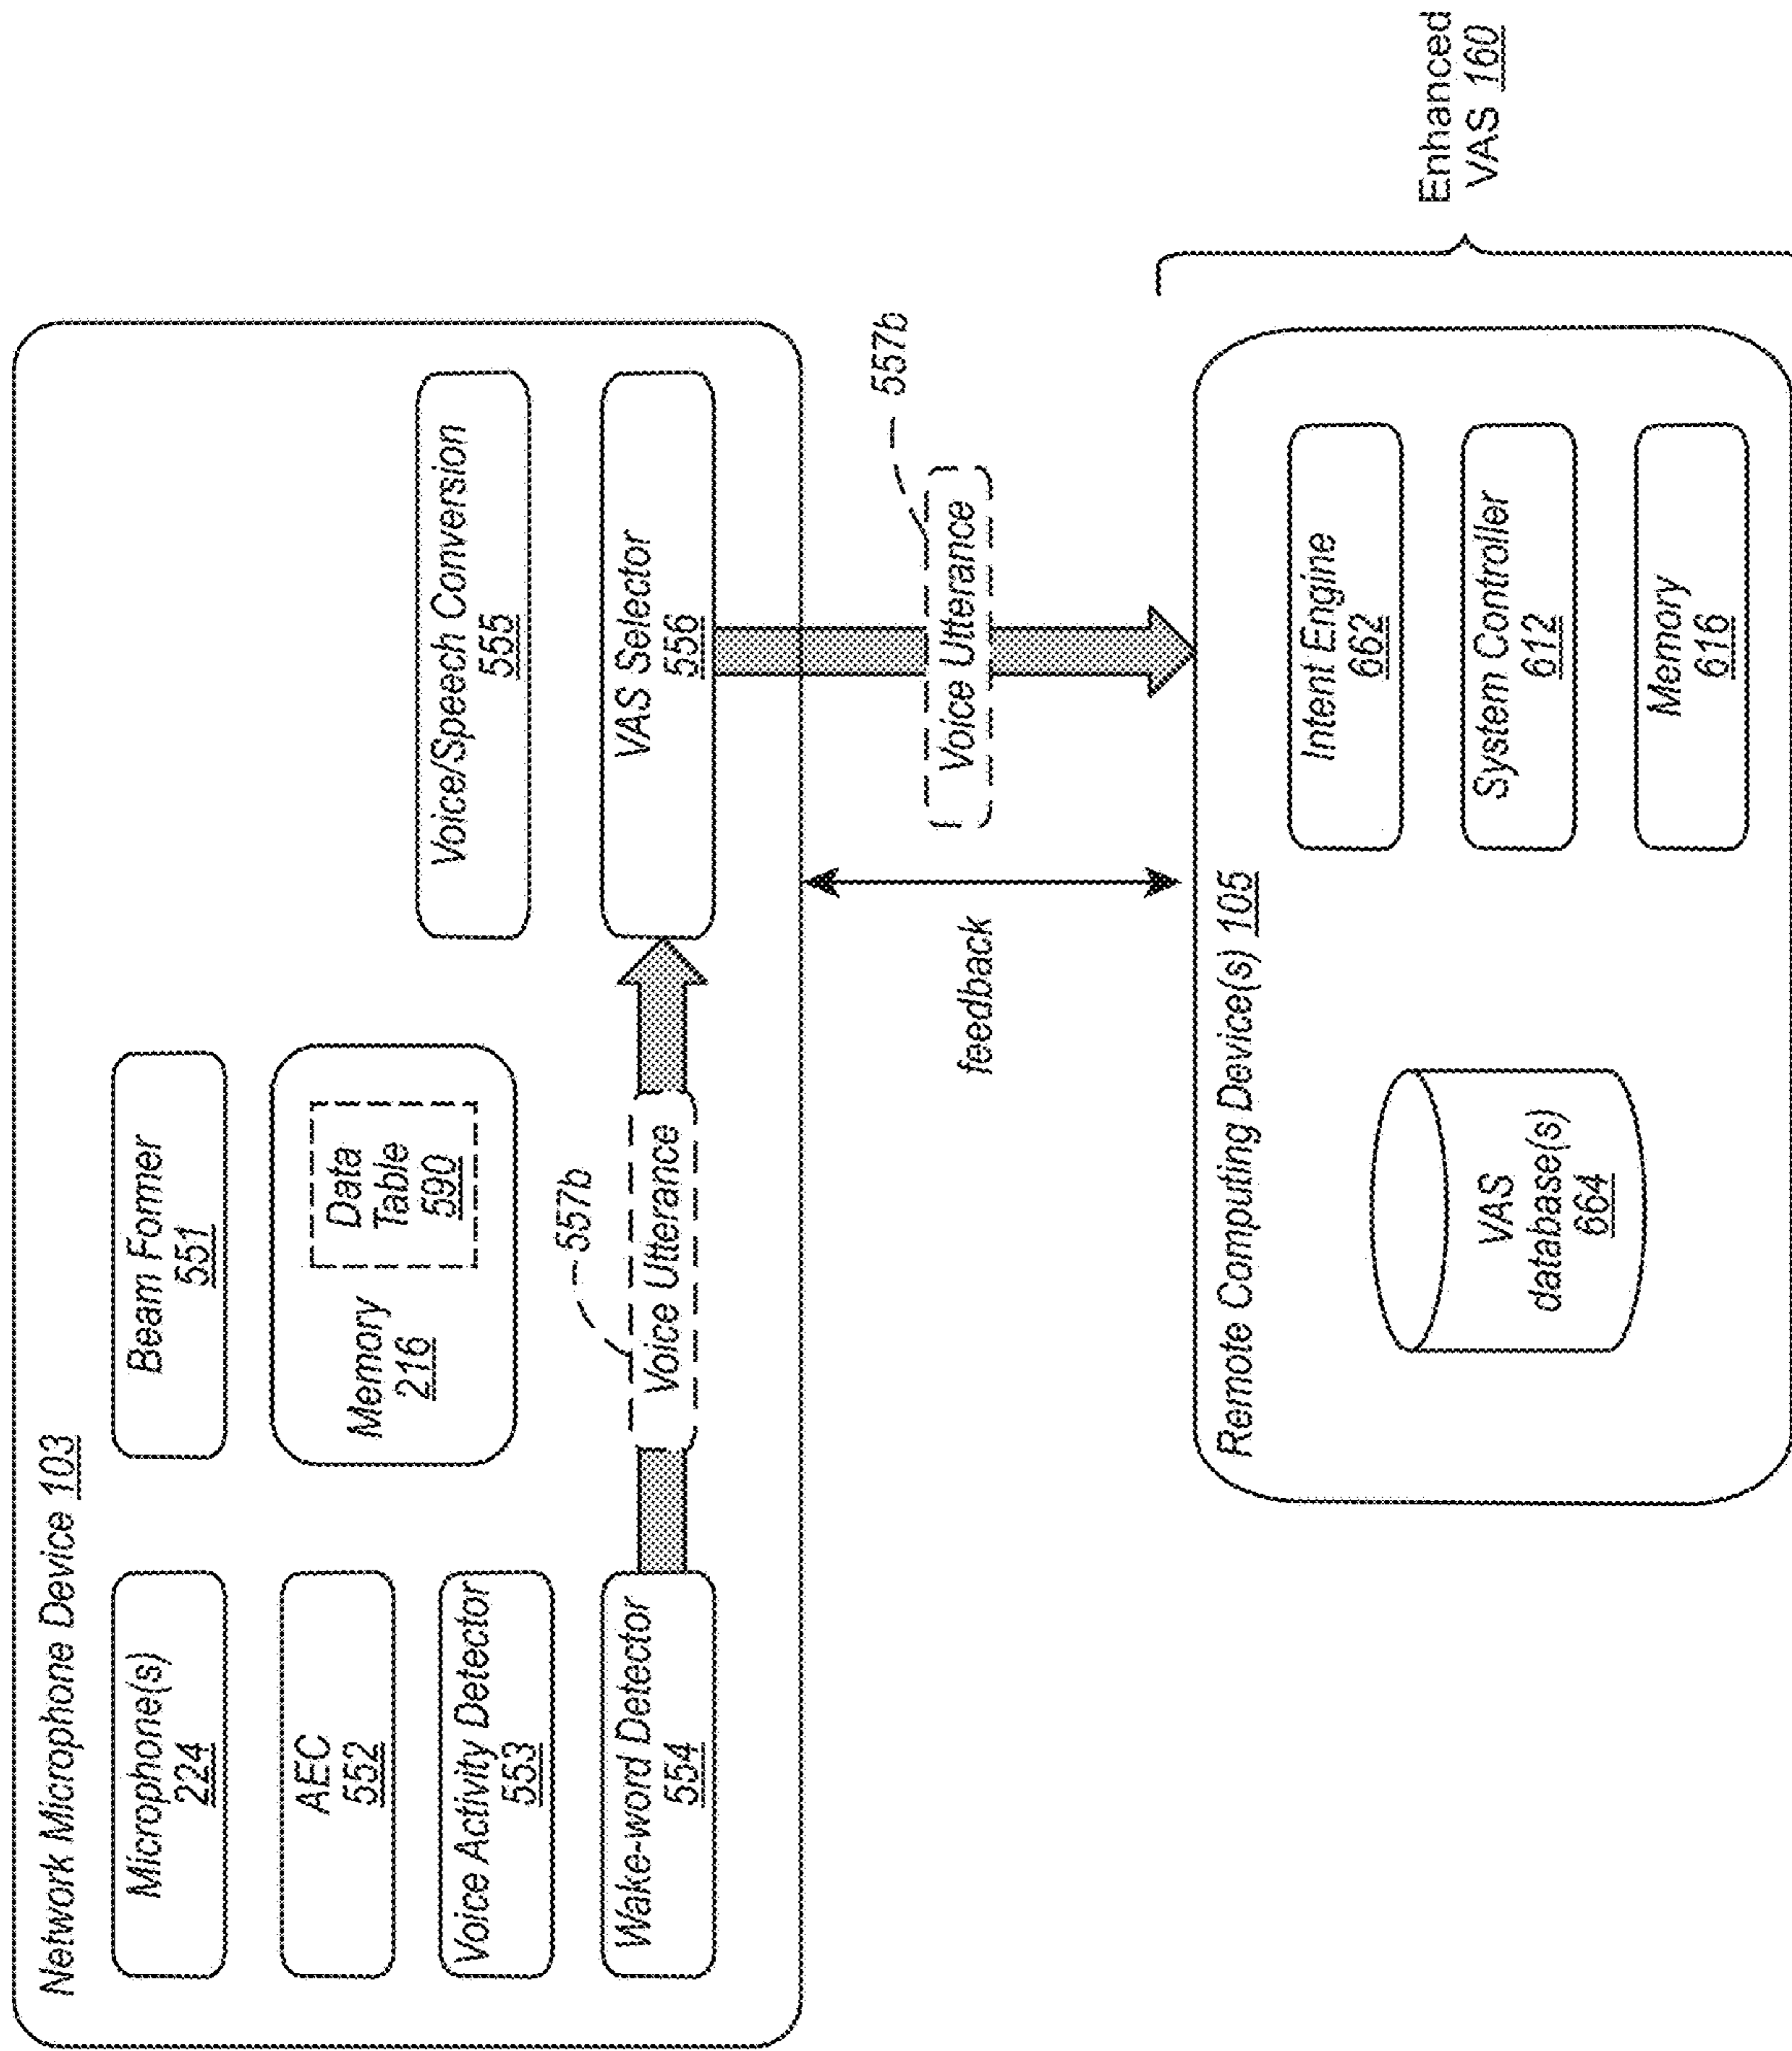 Network Microphone Device 103
Microphone(s)
224
AEC
552
Voice Activity Detector
553
Wake-word Detector
554
Beam Former
551
Memory
216
Data
Table
590
557b
Voice Utterance
Voice/Speech Conversion
555
VAS Selector
556
feedback
Voice Utterance
557b
Remote Computing Device(s) 105
VAS
database(s)
664
Intent Engine
662
System Controller
612
Memory
616
Enhanced
VAS 160